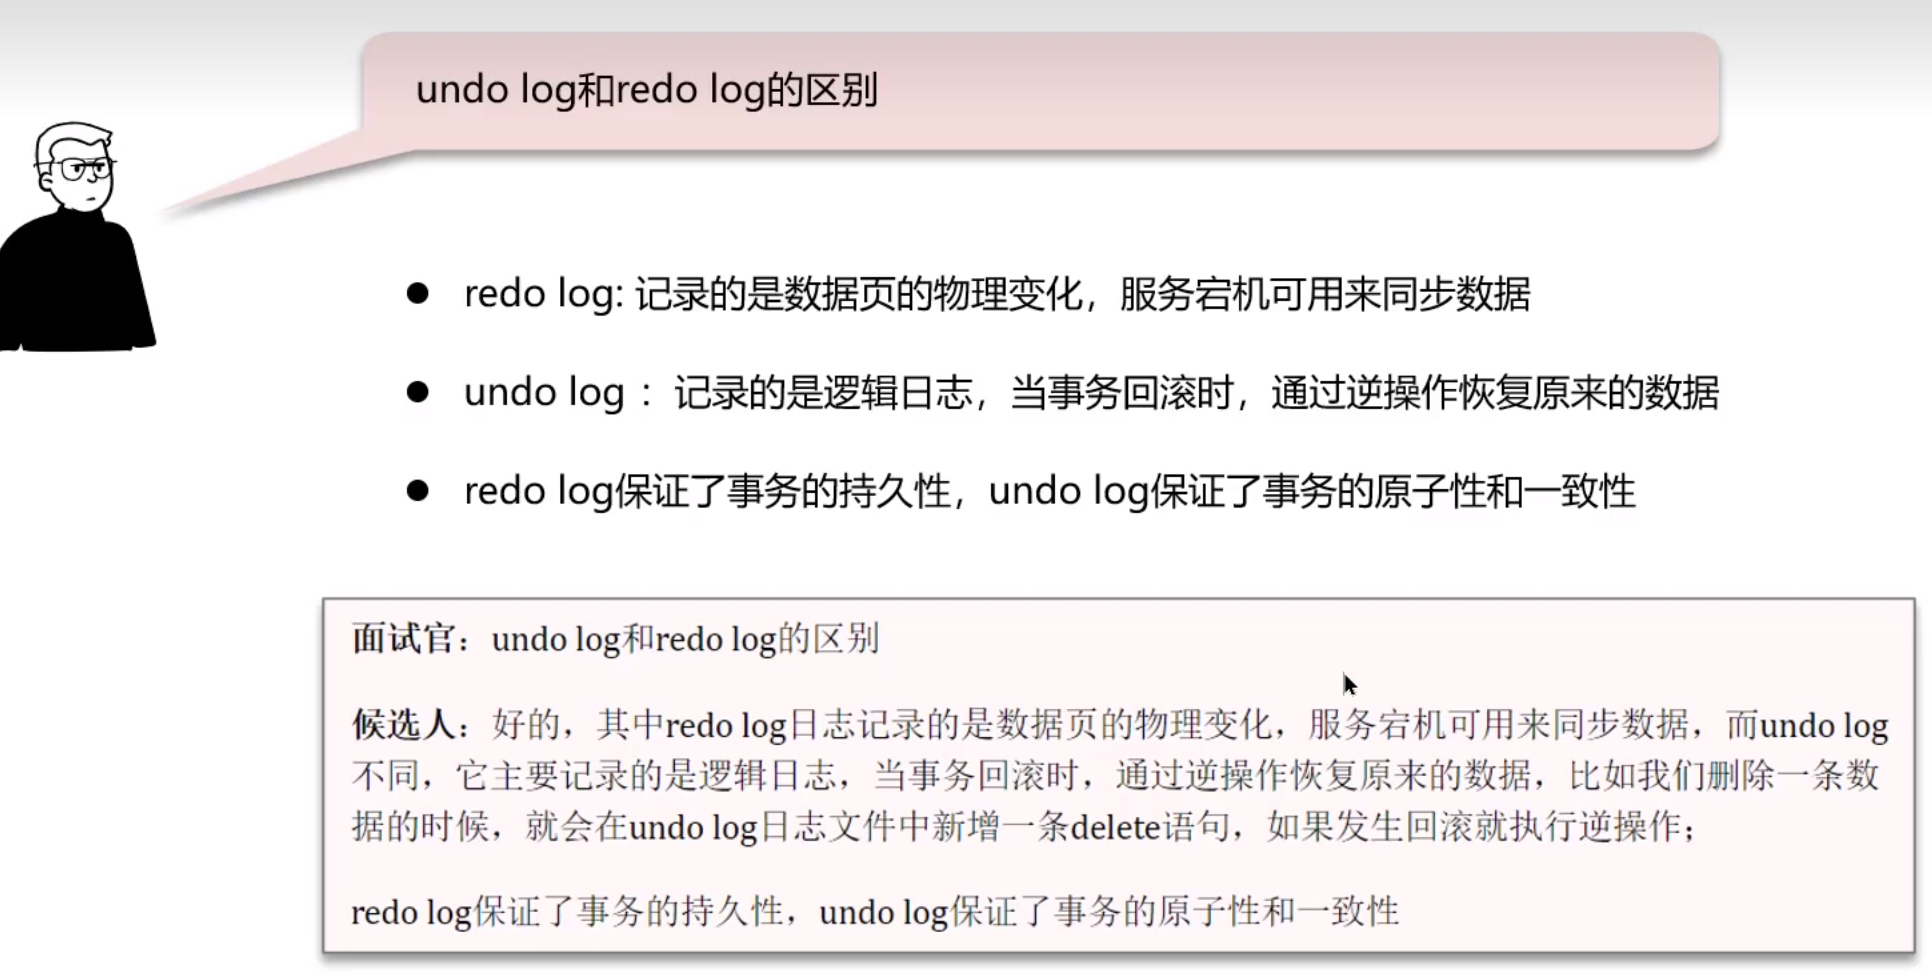 undo log和redo log的区别
● redo log: 记录的是数据页的物理变化，服务宕机可用来同步数据
● undo log ：记录的是逻辑日志，当事务回滚时，通过逆操作恢复原来的数据
● redo log保证了事务的持久性，undo log保证了事务的原子性和一致性
面试官：undo log和redo log的区别
候选人：好的，其中redo log日志记录的是数据页的物理变化，服务宕机可用来同步数据，而undo log
不同，它主要记录的是逻辑日志，当事务回滚时，通过逆操作恢复原来的数据，比如我们删除一条数
据的时候，就会在undo log日志文件中新增一条delete语句，如果发生回滚就执行逆操作；
redo log保证了事务的持久性，undo log保证了事务的原子性和一致性